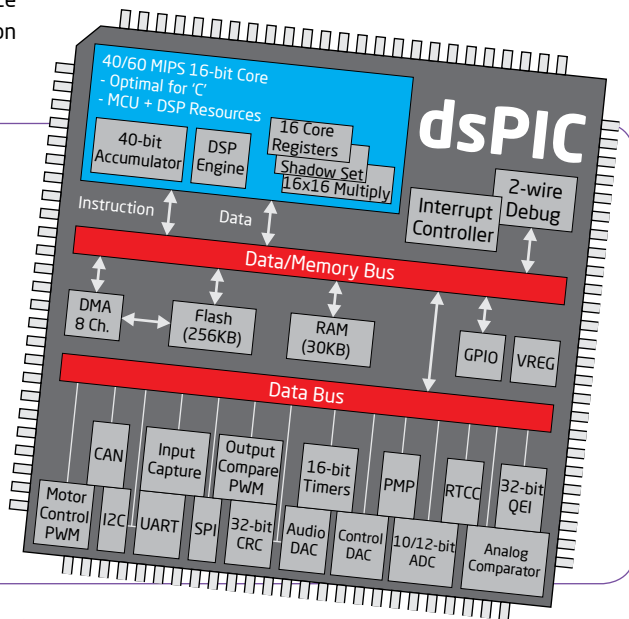 on
40/60 MIPS 16-bit Core
- Optimal for 'C'
- MCU + DSP Resources
dsPIC
40-bit
Accumulator
DSP
Engine
16 Core
Registers
Shadow Set
16x16 Multiply
Instruction
Data
Interrupt
Controller
2-wire
Debug
Data/Memory Bus
DMA
8 Ch.
Flash
(256KB)
RAM
(30KB)
GPIO
VREG
Data Bus
CAN
Input
Capture
Output
Compare
PWM
16-bit
Timers
PMP
RTCC
32-bit
QEI
Motor
Control
PWM
I2C
UART
SPI
32-bit
CRC
Audio
DAC
Control
DAC
10/12-bit
ADC
Analog
Comparator